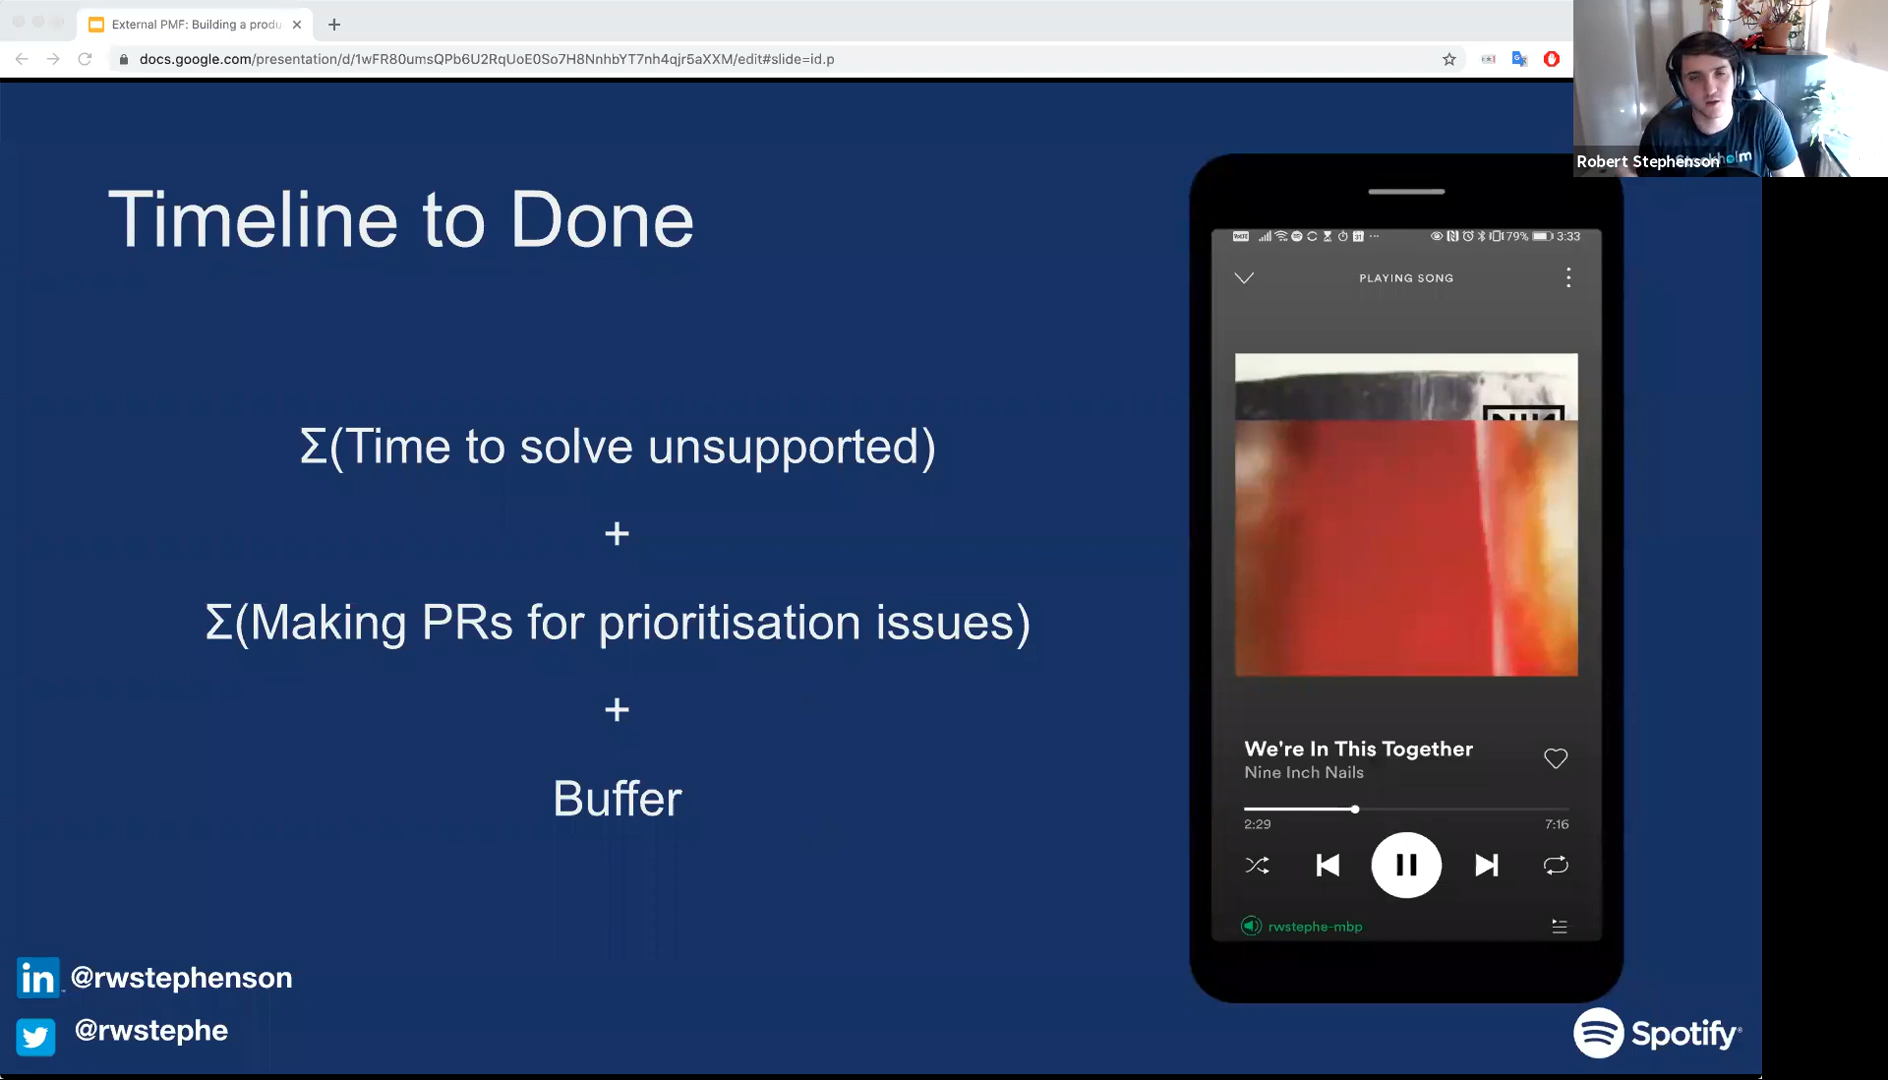 External PMF: Building a produ
docs.google.com/presentation/d/1wFR80umsQPb6U2RqUoE0So7H8NnhbYT7nh4qjr5aXXM/edit#slide=id.p
Robert Stephenson
Timeline to Done
Σ(Time to solve unsupported)
+
Σ(Making PRs for prioritisation issues)
+
Buffer
79% 3:33
PLAYING SONG
We're In This Together
Nine Inch Nails
2:29 7:16
rwstephe-mbp
in @rwstephenson
@rwstephe
Spotify